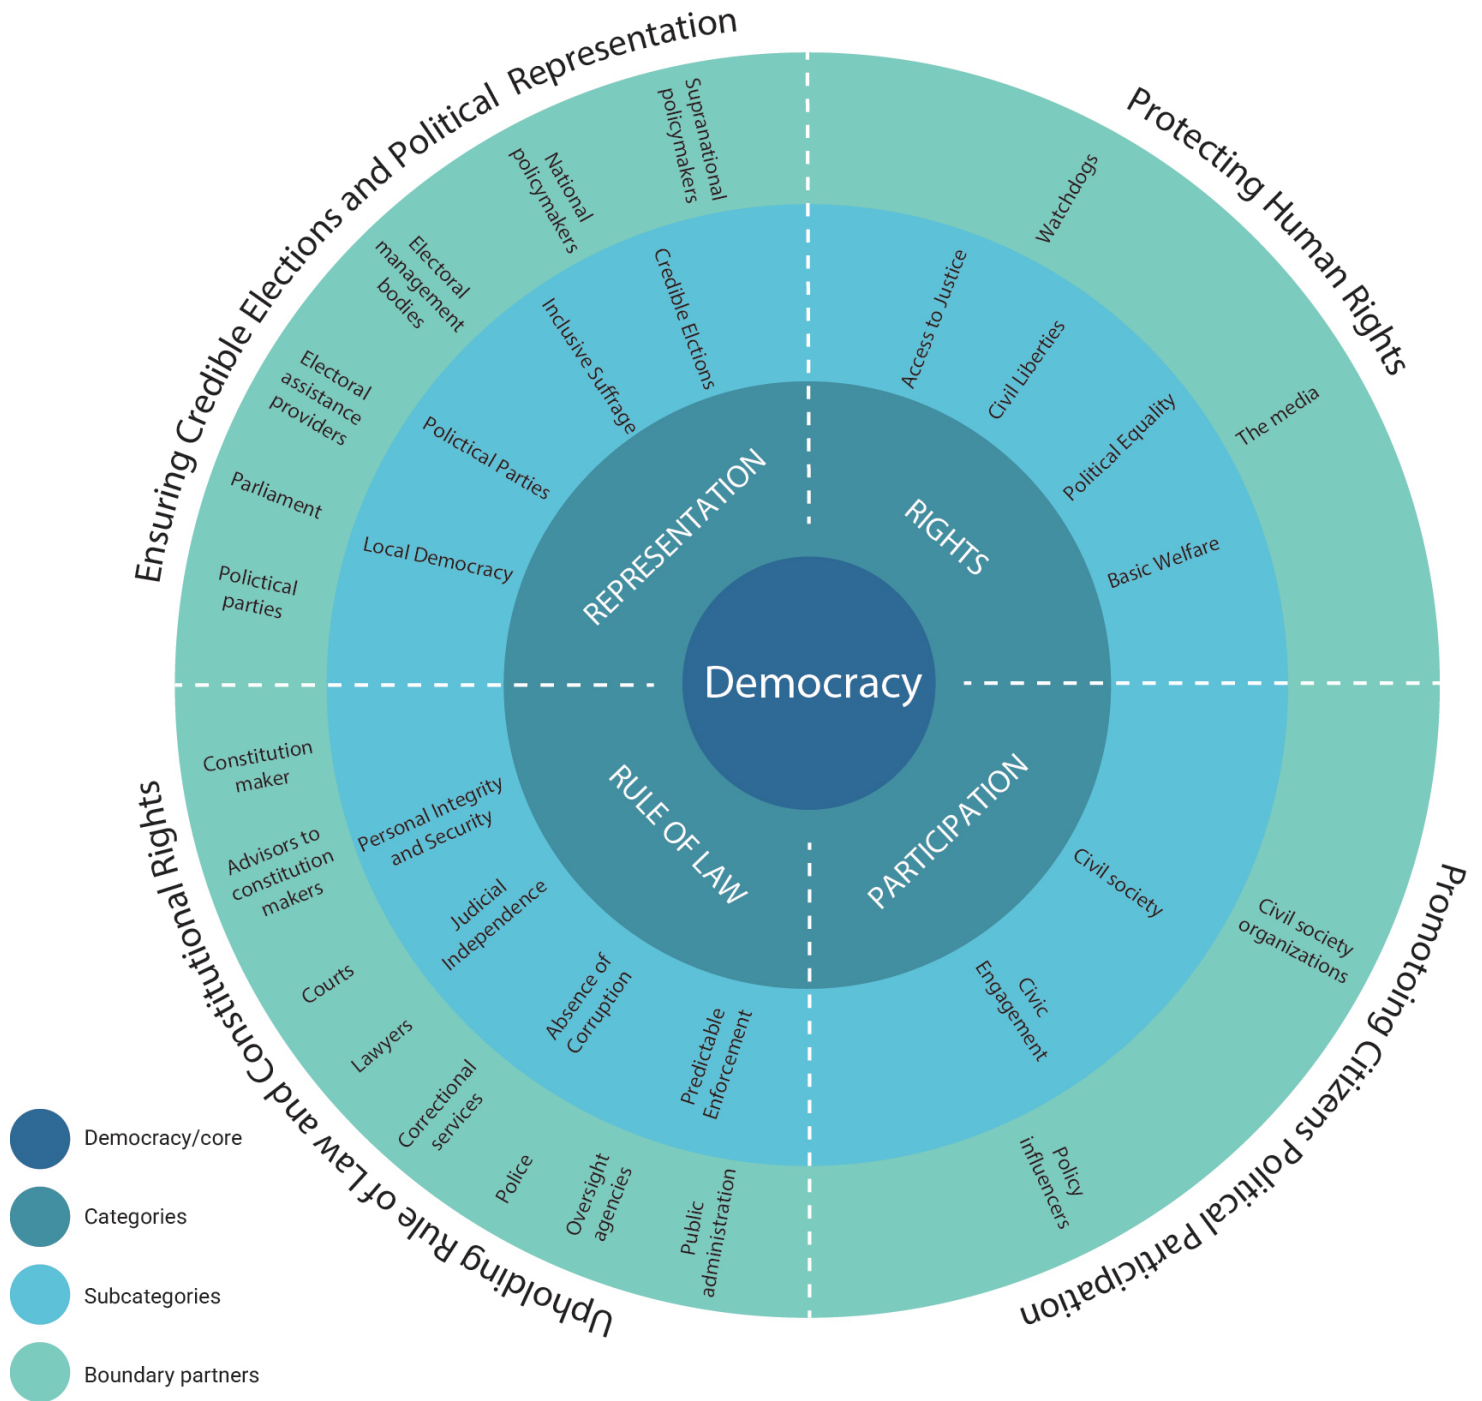 Ensuring Credible Elections and Political Representation
Supranational
policymakers
National
policymakers
Electoral
management
bodies
Electoral
assistance
providers
Parliament
Polictical
parties
Credible Elctions
Inclusive Suffrage
Polictical Parties
Local Democracy
REPRESENTATION
Protecting Human Rights
Watchdogs
The media
Access to Justice
Civil Liberties
Political Equality
Basic Welfare
RIGHTS
Democracy
Upholding Rule of Law and Constitutional Rights
Constitution
maker
Advisors to
constitution
makers
Courts
Lawyers
Correctional
services
Police
Oversight
agencies
Public
administration
Personal Integrity
and Security
Judicial
Independence
Absence of
Corruption
Predictable
Enforcement
RULE OF LAW
PARTICIPATION
Civil society
Civic
Engagement
Civil society
organizations
Policy
influencers
Promotoing Citizens Political Participation
Democracy/core
Categories
Subcategories
Boundary partners